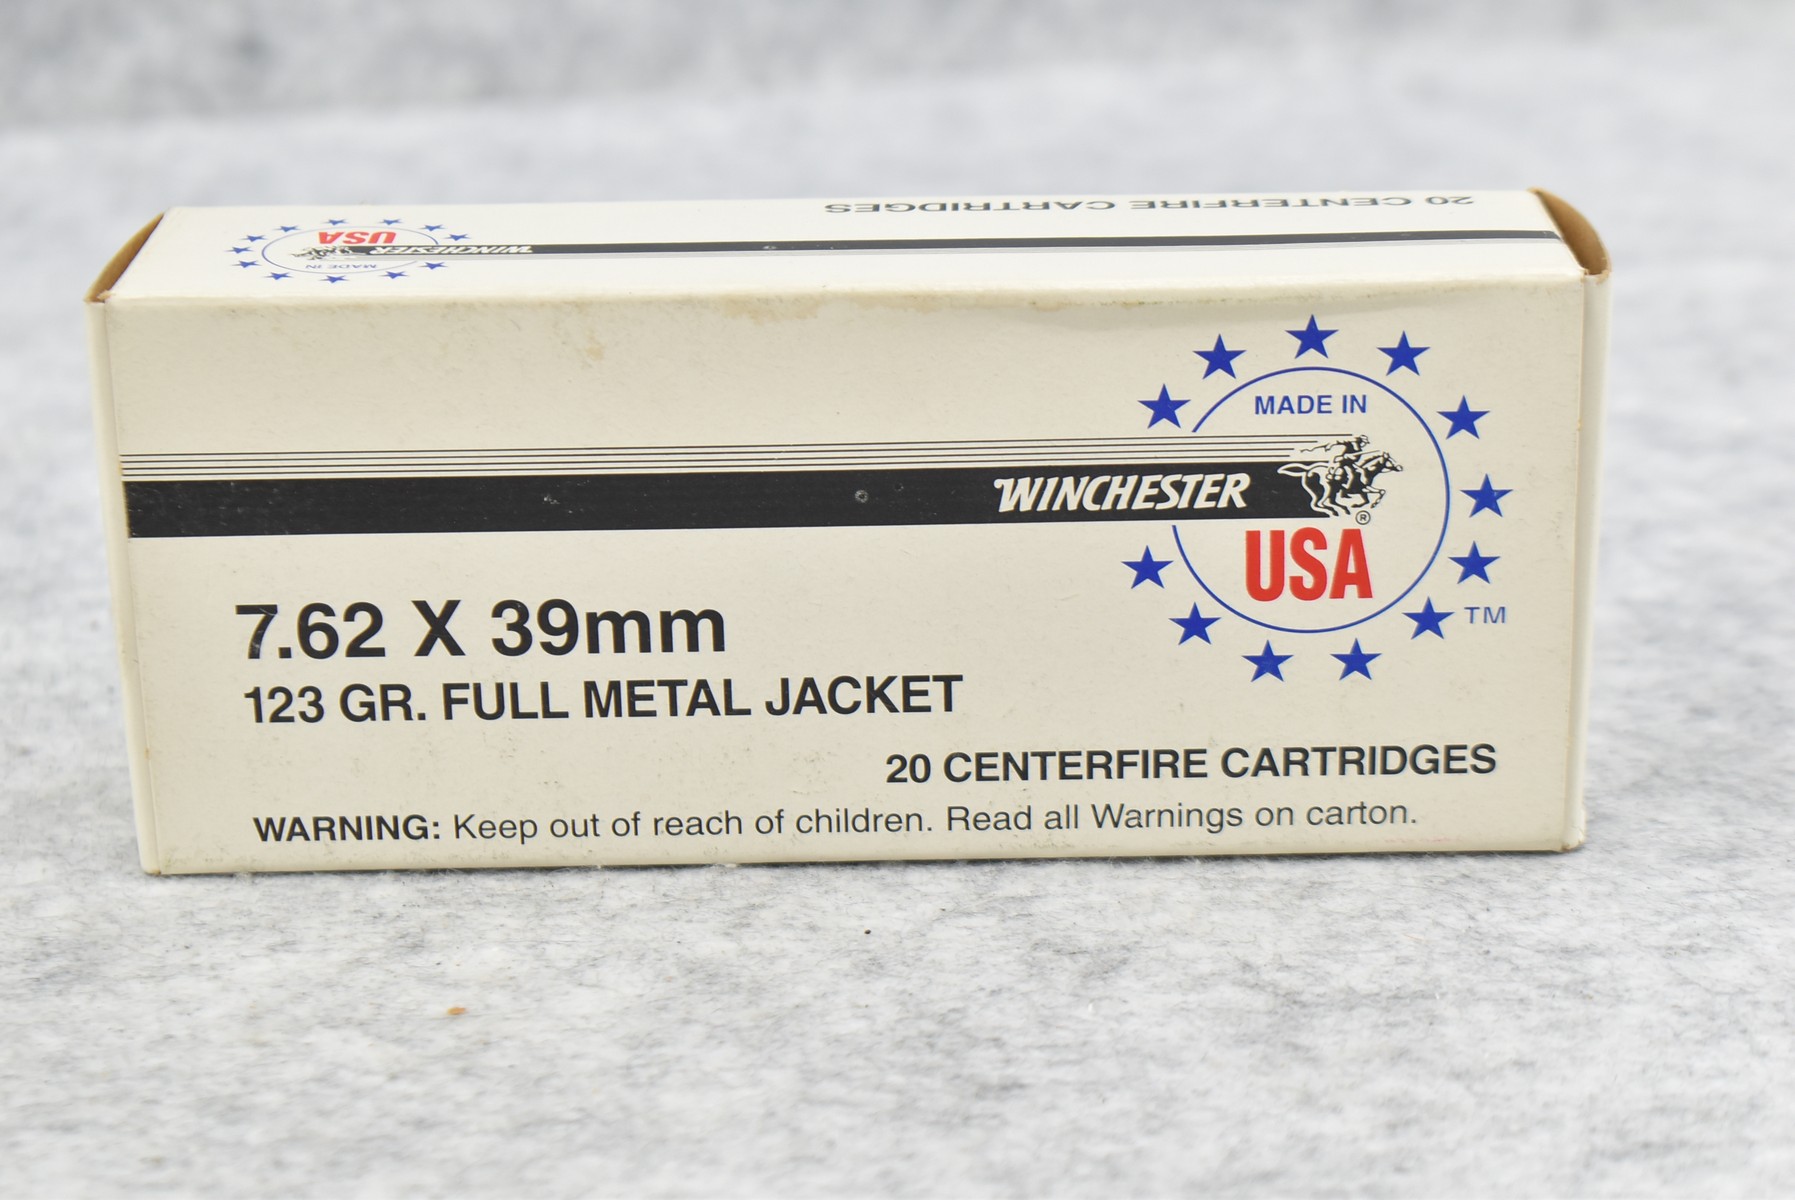 20 CENTERFIRE CARTRIDGES
WINCHESTER
MADE IN
USA
MADE IN
WINCHESTER
®
USA
TM
7.62 X 39mm
123 GR. FULL METAL JACKET
20 CENTERFIRE CARTRIDGES
WARNING: Keep out of reach of children. Read all Warnings on carton.